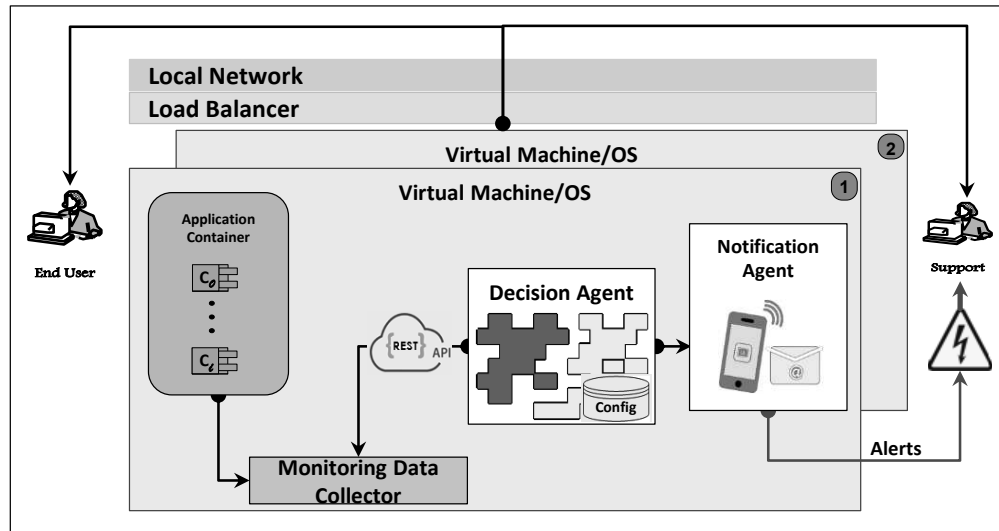 Local Network
Load Balancer
Virtual Machine/OS
2
Virtual Machine/OS
1
Application
Container
C0
Ci
End User
REST
API
Decision Agent
Config
Notification
Agent
@
Support
Monitoring Data
Collector
Alerts